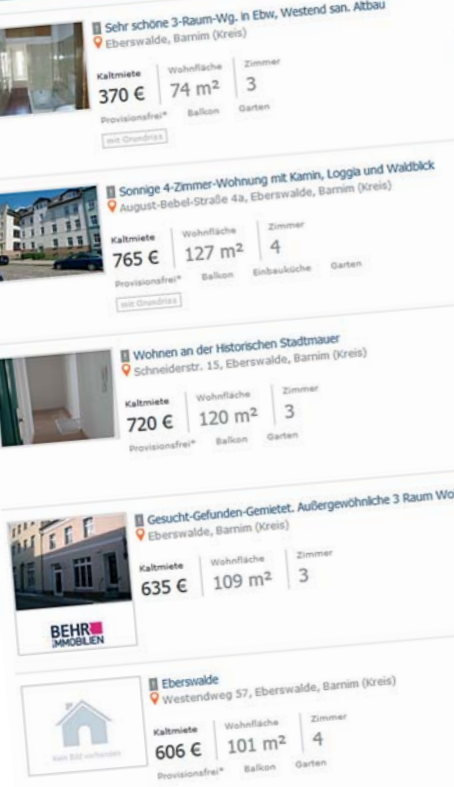 Sehr schöne 3-Raum-Wg. in Ebw, Westend san. Altbau
Eberswalde, Barnim (Kreis)
Kaltmiete Wohnfläche Zimmer
370 € 74 m² 3
Provisionsfrei* Balkon Garten
mit Grundriss
Sonnige 4-Zimmer-Wohnung mit Kamin, Loggia und Waldblick
August-Bebel-Straße 4a, Eberswalde, Barnim (Kreis)
Kaltmiete Wohnfläche Zimmer
765 € 127 m² 4
Provisionsfrei* Balkon Einbauküche Garten
mit Grundriss
Wohnen an der Historischen Stadtmauer
Schneiderstr. 15, Eberswalde, Barnim (Kreis)
Kaltmiete Wohnfläche Zimmer
720 € 120 m² 3
Provisionsfrei* Balkon Garten
Gesucht-Gefunden-Gemietet. Außergewöhnliche 3 Raum Wo
Eberswalde, Barnim (Kreis)
Kaltmiete Wohnfläche Zimmer
635 € 109 m² 3
BEHR
IMMOBILIEN
Eberswalde
Westendweg 57, Eberswalde, Barnim (Kreis)
Kaltmiete Wohnfläche Zimmer
606 € 101 m² 4
Kein Bild vorhanden
Provisionsfrei* Balkon Garten